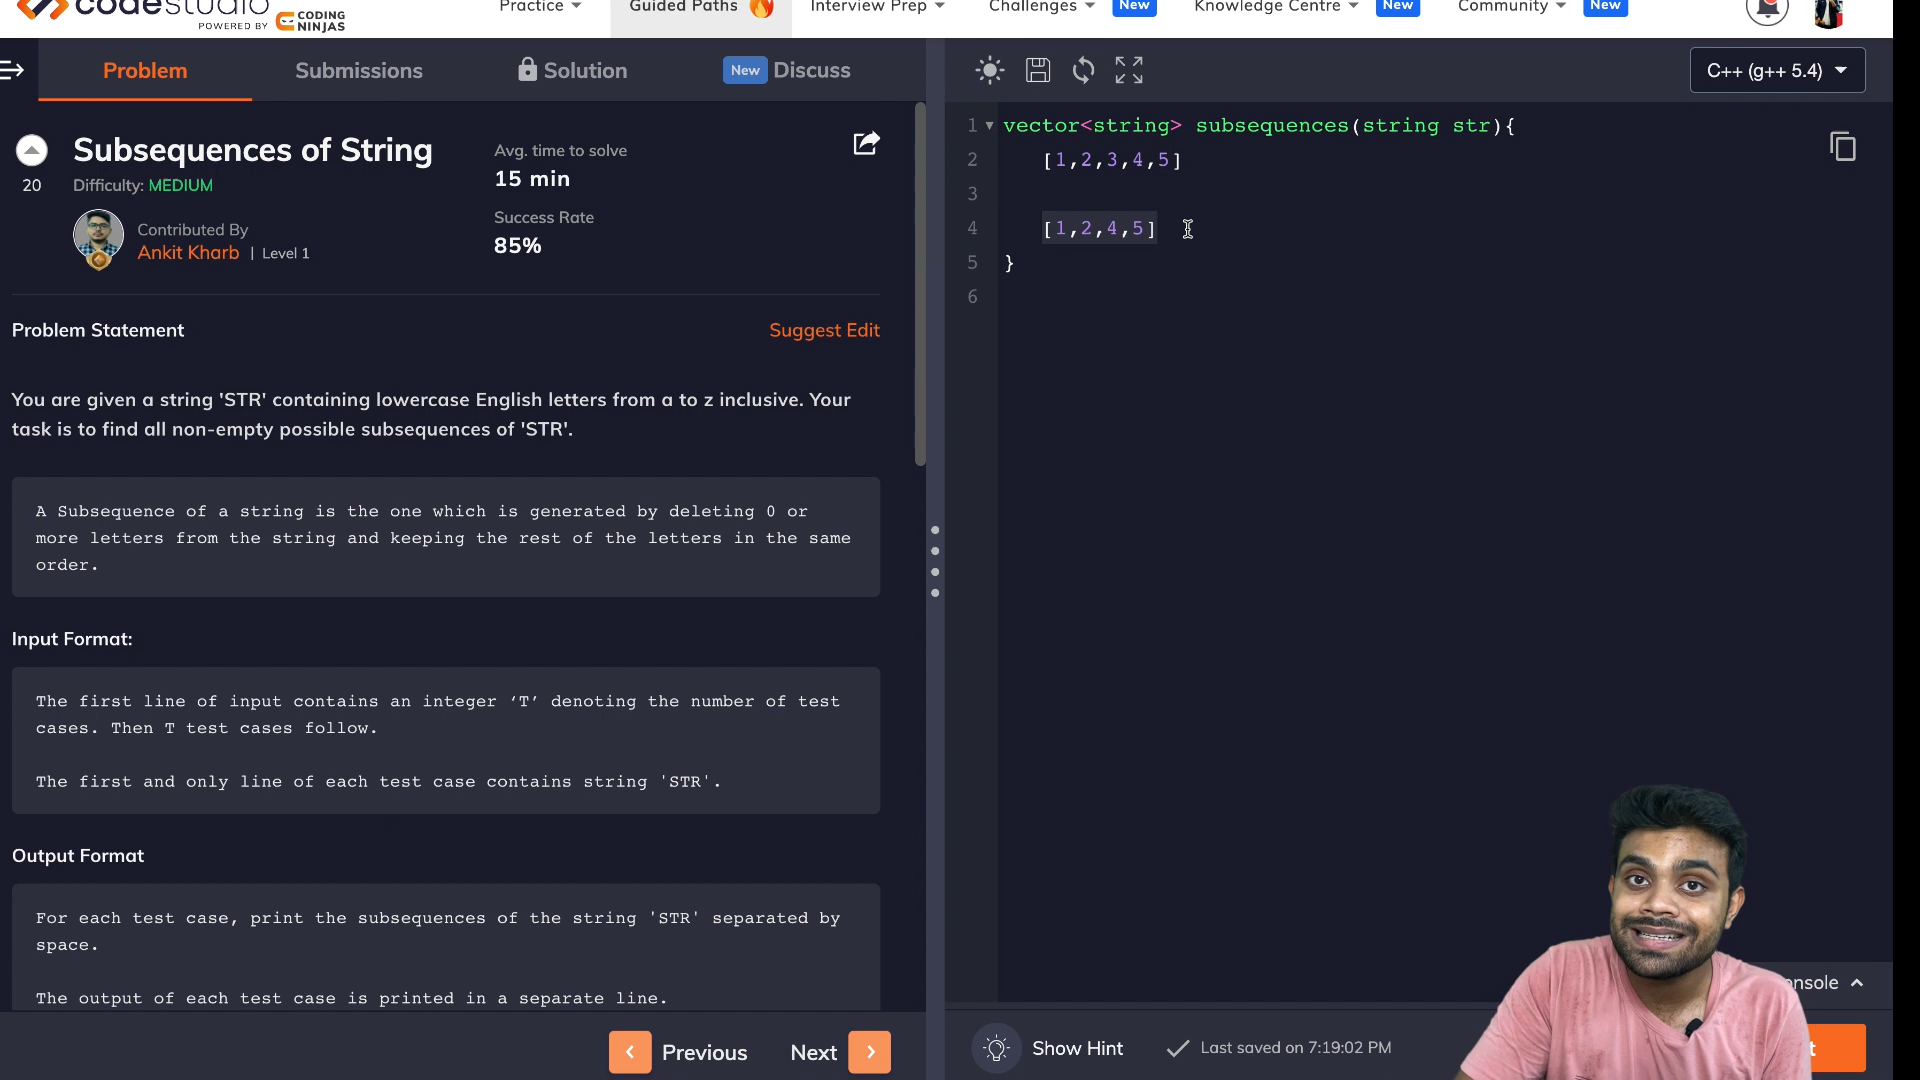 codestudio
POWERED BY CODING NINJAS
Practice
Guided Paths
Interview Prep
Challenges
New
Knowledge Centre
New
Community
New
Problem
Submissions
Solution
New Discuss
C++ (g++ 5.4)
20
Subsequences of String
Difficulty: MEDIUM
Contributed By
Ankit Kharb | Level 1
Avg. time to solve
15 min
Success Rate
85%
Problem Statement
Suggest Edit
You are given a string 'STR' containing lowercase English letters from a to z inclusive. Your
task is to find all non-empty possible subsequences of 'STR'.
A Subsequence of a string is the one which is generated by deleting 0 or
more letters from the string and keeping the rest of the letters in the same
order.
Input Format:
The first line of input contains an integer ‘T’ denoting the number of test
cases. Then T test cases follow.
The first and only line of each test case contains string 'STR'.
Output Format
For each test case, print the subsequences of the string 'STR' separated by
space.
The output of each test case is printed in a separate line.
Previous
Next
1 vector<string> subsequences(string str){
2 [1,2,3,4,5]
3
4 [1,2,4,5]
5 }
6
Show Hint
Last saved on 7:19:02 PM